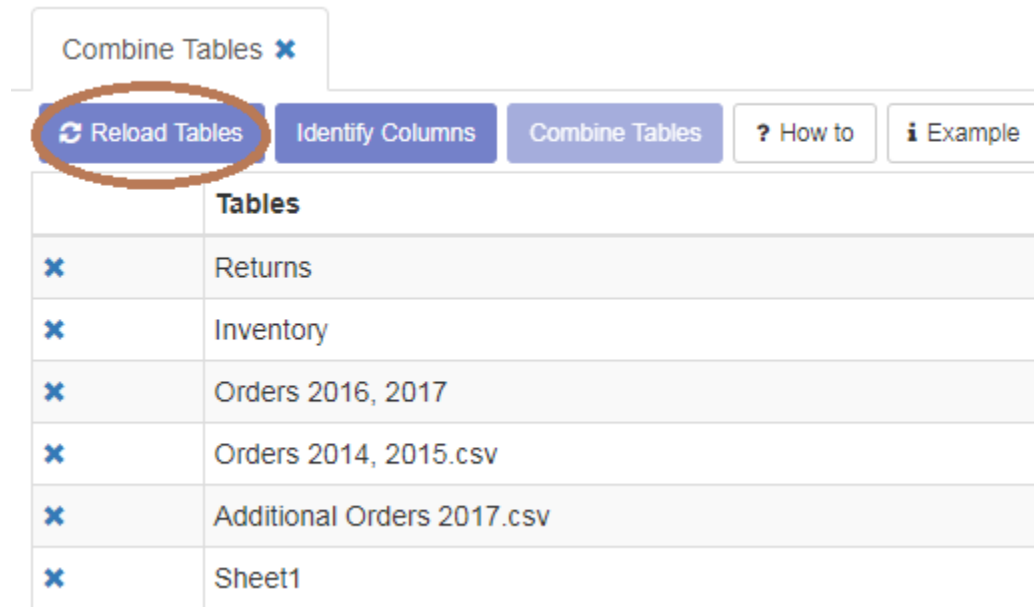 Combine Tables
Reload Tables Identify Columns Combine Tables ? How to i Example
Tables
Returns
Inventory
Orders 2016, 2017
Orders 2014, 2015.csv
Additional Orders 2017.csv
Sheet1